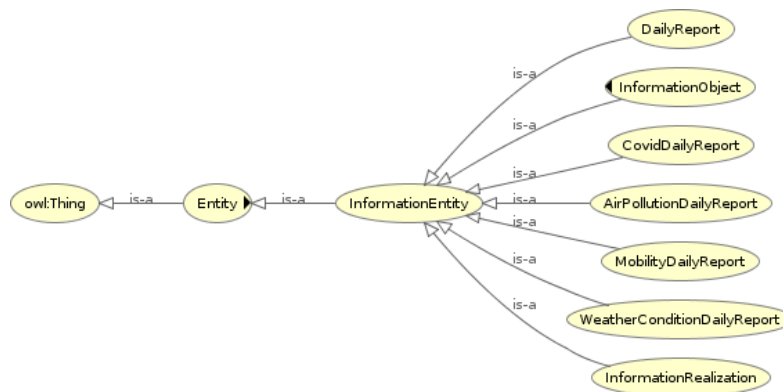 DailyReport
is-a
InformationObject
is-a
CovidDailyReport
is-a
owl:Thing
is-a
Entity
is-a
InformationEntity
is-a
AirPollutionDailyReport
is-a
MobilityDailyReport
is-a
WeatherConditionDailyReport
is-a
InformationRealization